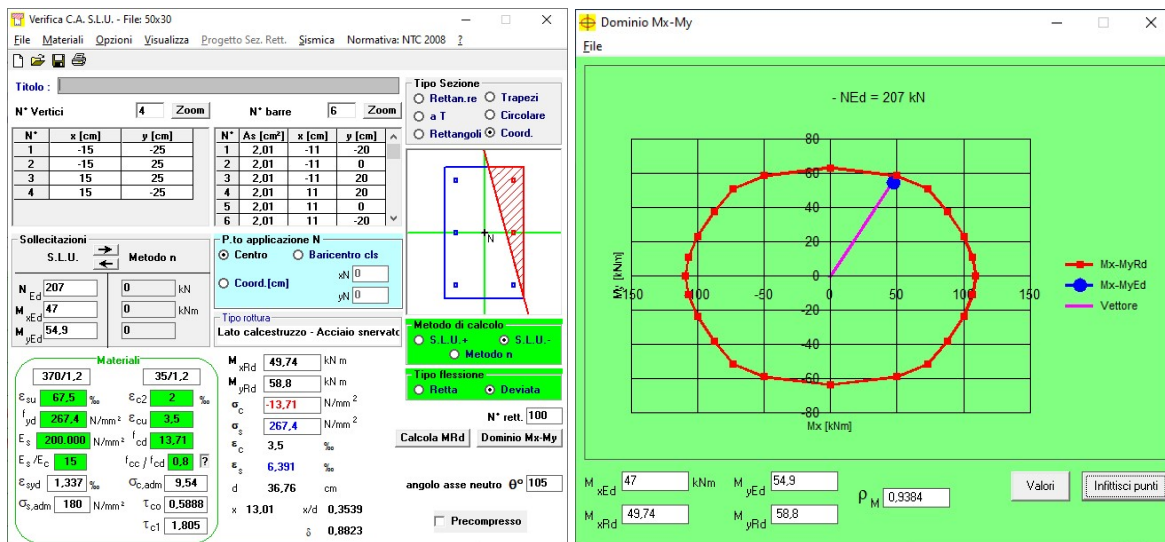 Verifica C.A. S.L.U. - File: 50x30
File Materiali Opzioni Visualizza Progetto Sez. Rett. Sismica Normativa: NTC 2008 ?
Titolo :
N° Vertici 4 Zoom N° barre 6 Zoom
N° x [cm] y [cm]
1 -15 -25
2 -15 25
3 15 25
4 15 -25
N° As [cm²] x [cm] y [cm]
1 2,01 -11 -20
2 2,01 -11 0
3 2,01 -11 20
4 2,01 11 20
5 2,01 11 0
6 2,01 11 -20
Tipo Sezione
Rettan.re Trapezi
a T Circolare
Rettangoli Coord.
N
Sollecitazioni
S.L.U. Metodo n
N Ed 207 0 kN
M xEd 47 0 kNm
M yEd 54,9 0
P.to applicazione N
Centro Baricentro cls
Coord.[cm] xN 0
yN 0
Tipo rottura
Lato calcestruzzo - Acciaio snervato
Metodo di calcolo
S.L.U.+ S.L.U.-
Metodo n
Tipo flessione
Retta Deviata
N° rett. 100
Calcola MRd Dominio Mx-My
angolo asse neutro θ° 105
Precompresso
Materiali
370/1,2 35/1,2
εsu 67,5 ‰ εc2 2 ‰
fyd 267,4 N/mm² εcu 3,5
Es 200.000 N/mm² fcd 13,71
Es/Ec 15 fcc/fcd 0,8 ?
εsyd 1,337 ‰ σc,adm 9,54
σs,adm 180 N/mm² τco 0,5888
τc1 1,805
M xRd 49,74 kN m
M yRd 58,8 kN m
σc -13,71 N/mm²
σs 267,4 N/mm²
εc 3,5 ‰
εs 6,391 ‰
d 36,76 cm
x 13,01 x/d 0,3539
δ 0,8823
Dominio Mx-My
File
- NEd = 207 kN
80
60
40
20
0
-20
-40
-60
-80
-150 -100 -50 0 50 100 150
My [kNm]
Mx [kNm]
Mx-MyRd
Mx-MyEd
Vettore
M xEd 47 kNm M yEd 54,9
M xRd 49,74 M yRd 58,8
ρM 0,9384
Valori Infittisci punti